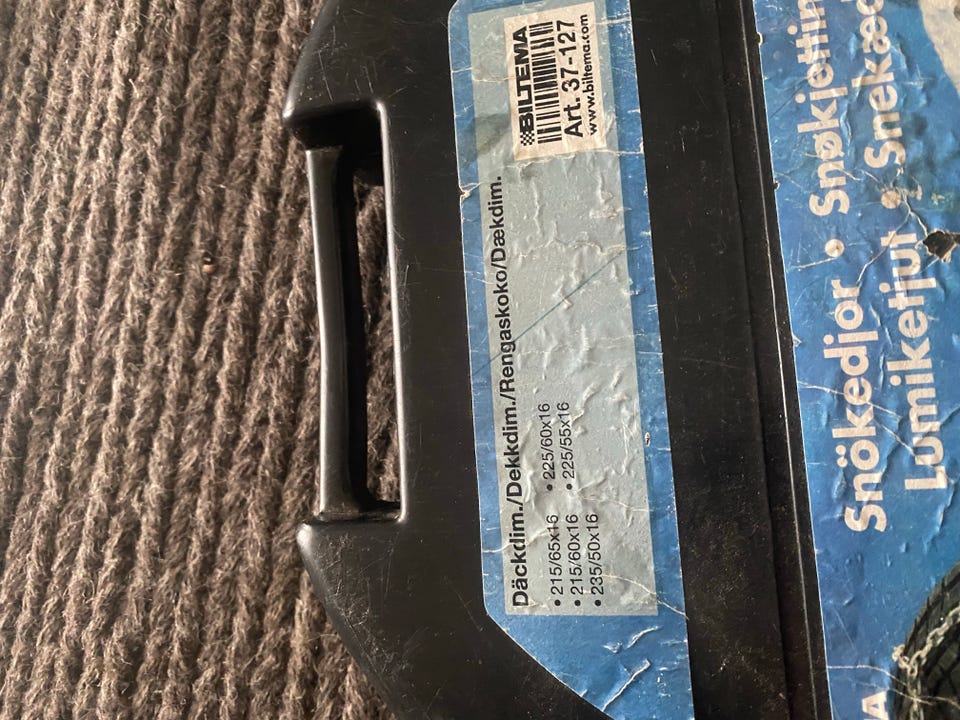 BILTEMA
Art. 37-127
www.biltema.com
Däckdim./Dekkdim./Rengaskoko/Dækdim.
• 215/65x16 • 225/60x16
• 215/60x16 • 225/55x16
• 235/50x16
Snökedjor • Snøkjetin
Lumiketjut • Snekæd
A